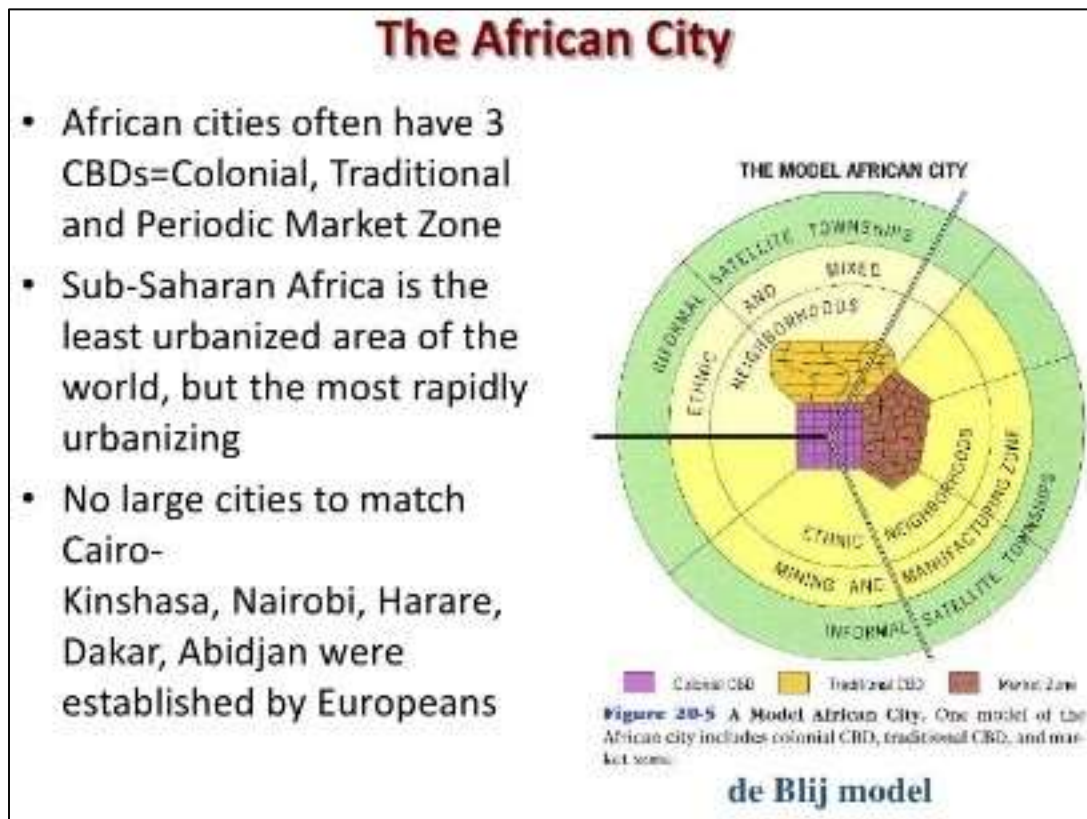 The African City
• African cities often have 3
CBDs=Colonial, Traditional
and Periodic Market Zone
• Sub-Saharan Africa is the
least urbanized area of the
world, but the most rapidly
urbanizing
• No large cities to match
Cairo-
Kinshasa, Nairobi, Harare,
Dakar, Abidjan were
established by Europeans
THE MODEL AFRICAN CITY
INFORMAL SATELLITE TOWNSHIPS
ETHNIC AND MIXED
NEIGHBORHODUS
ETHNIC NEIGHBORHODDS
MINING AND MANUFACTURING ZONE
INFORMAL SATELLITE TOWNSHIPS
Colonial CBD Traditional CBD Market Zone
Figure 20-5 A Model African City. One model of the
African city includes colonial CBD, traditional CBD, and mar-
ket zone.
de Blij model